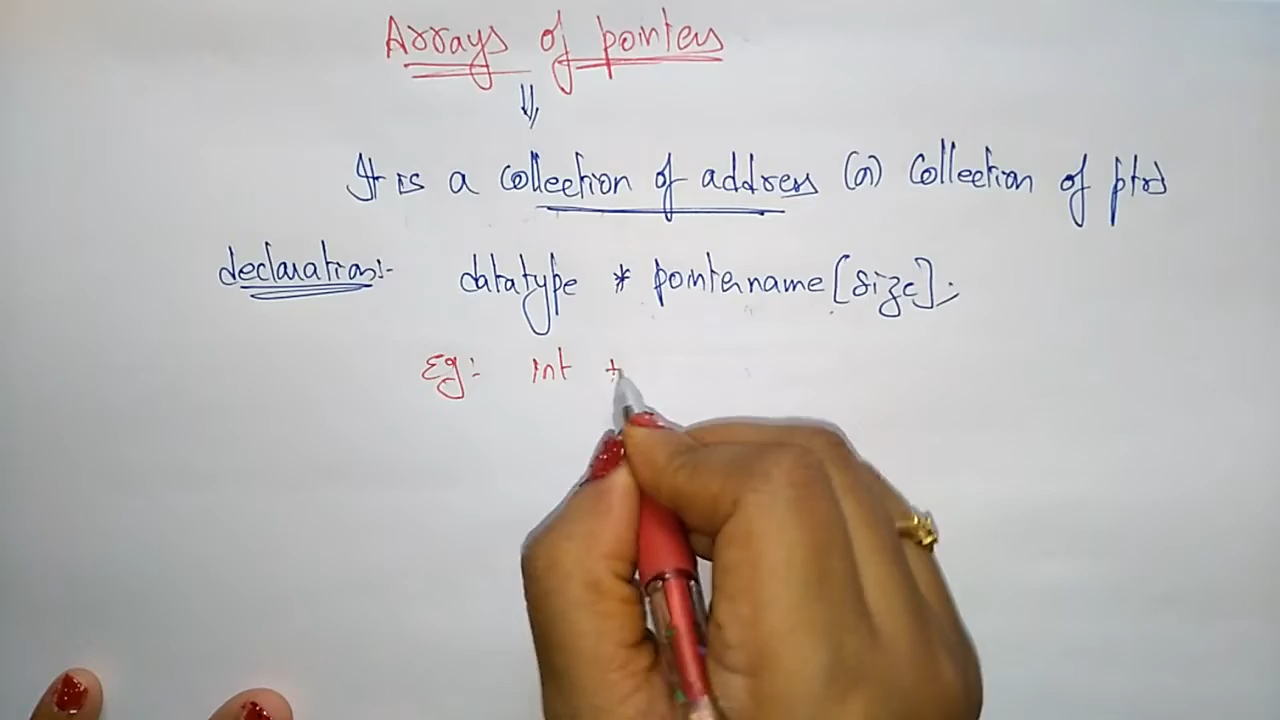 Arrays of pointers
It is a collection of address (or) collection of ptrs
declaration:- datatype * pointername[size];
Eg: int *